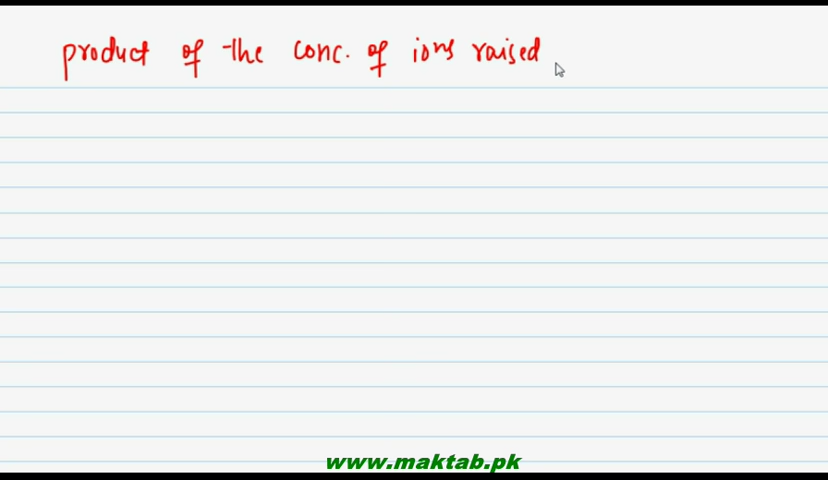 product of the conc. of ions raised
www.maktab.pk